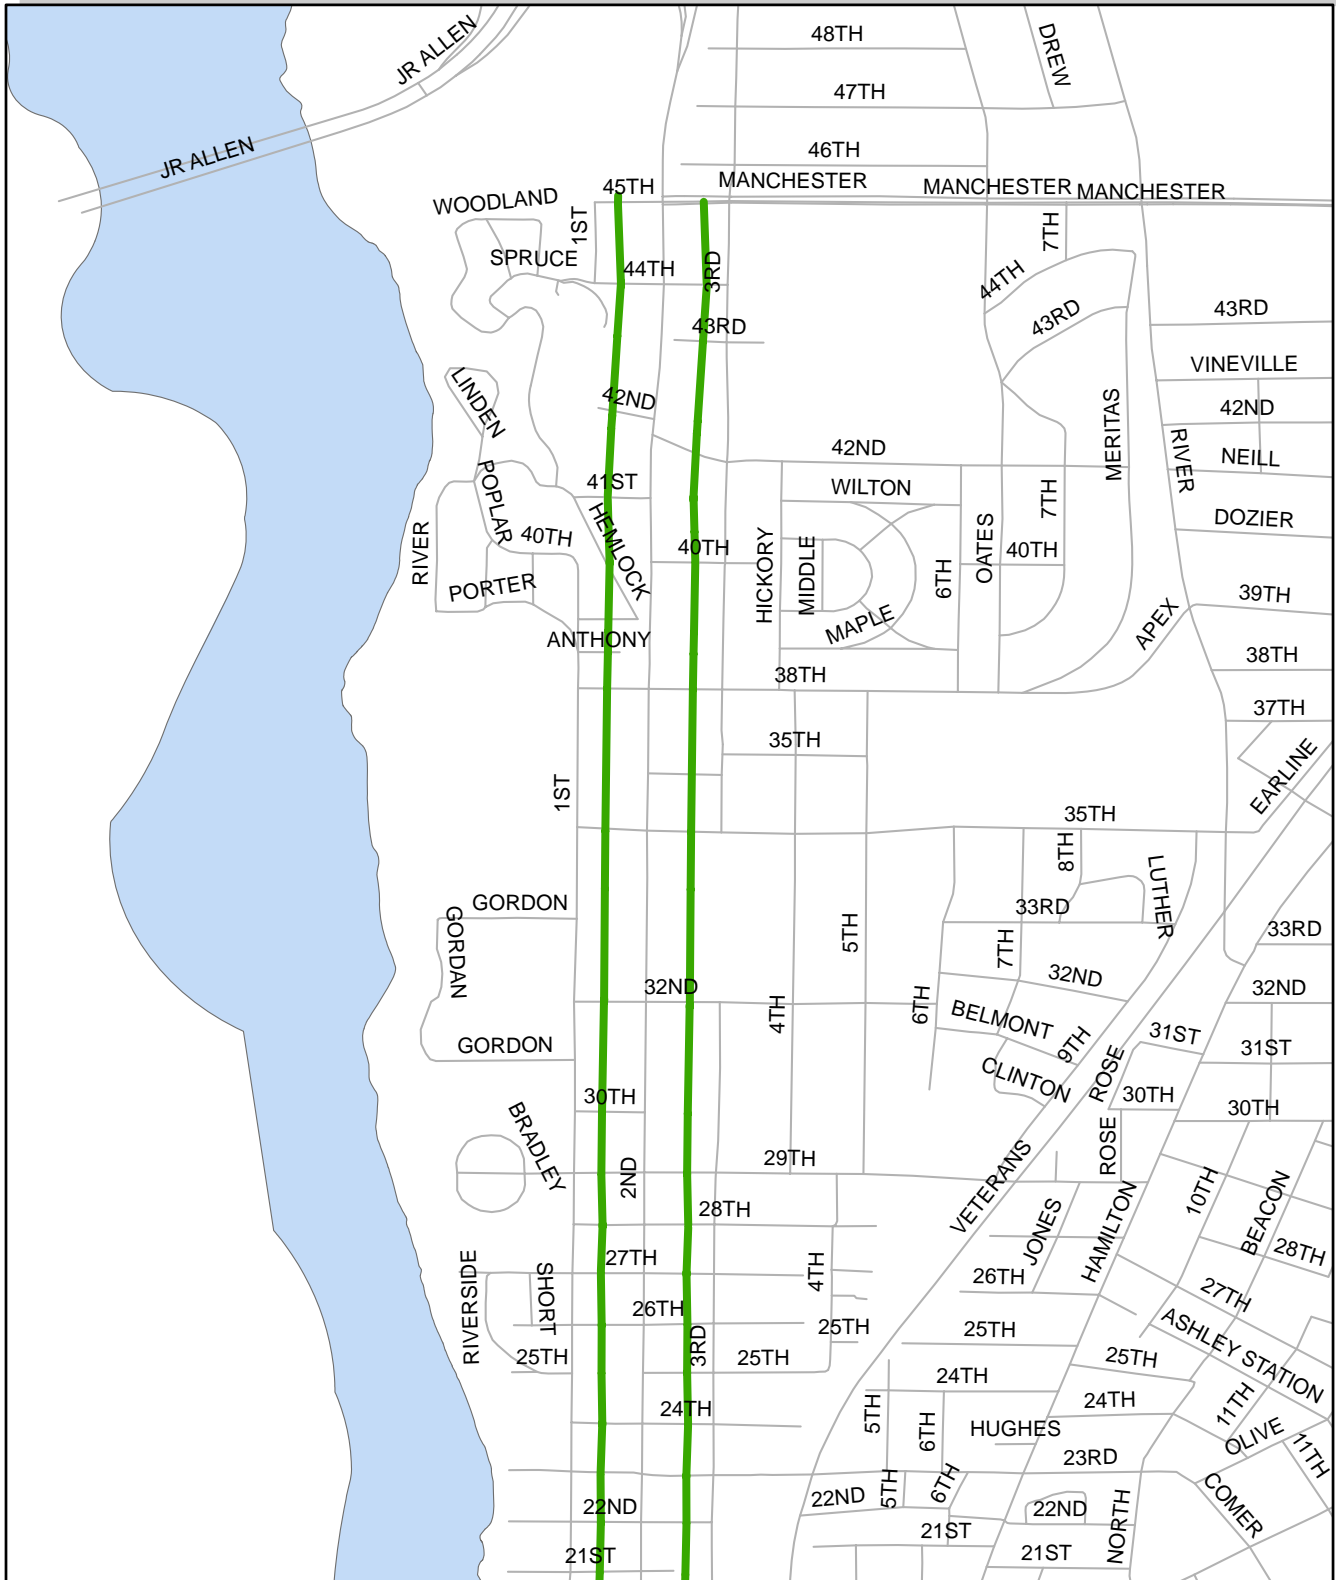 48TH
DREW
JR ALLEN
47TH
JR ALLEN
46TH
45TH
MANCHESTER
MANCHESTER
MANCHESTER
WOODLAND
1ST
7TH
SPRUCE
44TH
3RD
44TH
43RD
43RD
43RD
VINEVILLE
LINDEN
42ND
MERITAS
42ND
42ND
RIVER
NEILL
41ST
WILTON
POPLAR
7TH
HEMLOCK
DOZIER
RIVER
40TH
40TH
HICKORY
MIDDLE
6TH
OATES
40TH
PORTER
39TH
MAPLE
APEX
ANTHONY
38TH
38TH
37TH
35TH
EARLINE
1ST
35TH
8TH
LUTHER
GORDON
33RD
GORDAN
5TH
7TH
33RD
32ND
32ND
32ND
4TH
6TH
BELMONT
9TH
31ST
31ST
GORDON
CLINTON
ROSE
30TH
30TH
30TH
BRADLEY
ROSE
29TH
2ND
VETERANS
10TH
BEACON
28TH
JONES
HAMILTON
28TH
27TH
4TH
26TH
27TH
RIVERSIDE
SHORT
26TH
25TH
25TH
ASHLEY STATION
25TH
3RD
25TH
25TH
24TH
24TH
11TH
24TH
5TH
6TH
HUGHES
OLIVE
11TH
23RD
22ND
22ND
5TH
6TH
22ND
NORTH
COMER
21ST
21ST
21ST